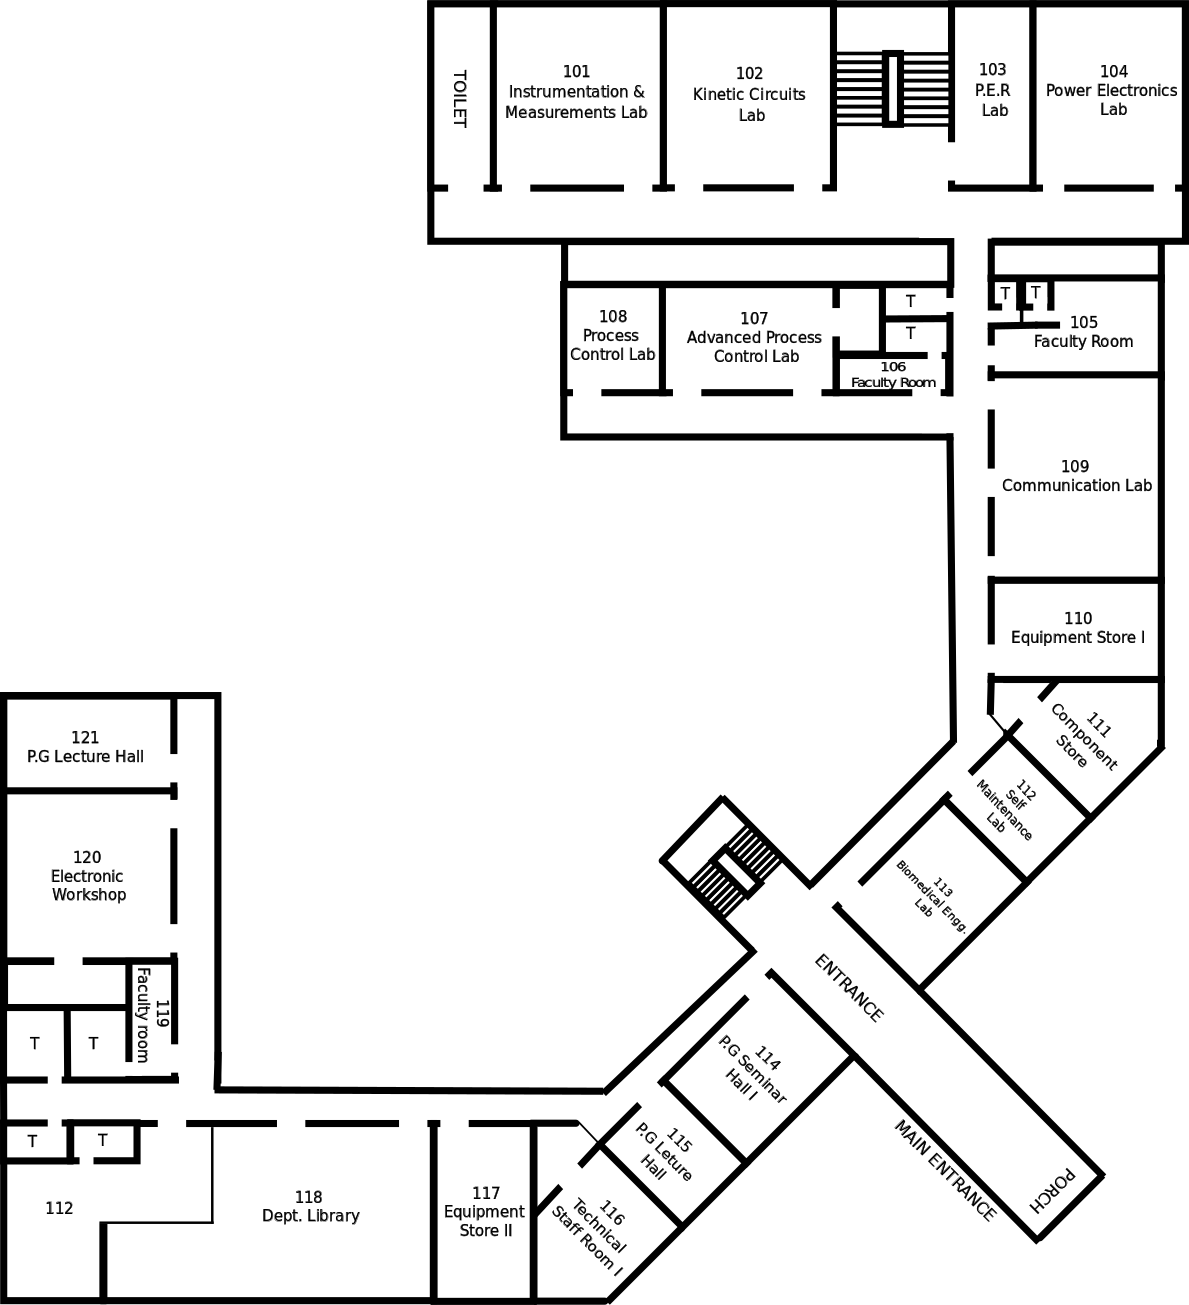 TOILET
101
Instrumentation &
Measurements Lab
102
Kinetic Circuits
Lab
103
P.E.R
Lab
104
Power Electronics
Lab
108
Process
Control Lab
107
Advanced Process
Control Lab
T
T
106
Faculty Room
T
T
105
Faculty Room
109
Communication Lab
110
Equipment Store I
111
Component
Store
112
Self
Maintenance
Lab
113
Biomedical Engg.
Lab
ENTRANCE
MAIN ENTRANCE
PORCH
114
P.G Seminar
Hall I
115
P.G Leture
Hall
116
Technical
Staff Room I
117
Equipment
Store II
118
Dept. Library
121
P.G Lecture Hall
120
Electronic
Workshop
119
Faculty room
T
T
T
T
112